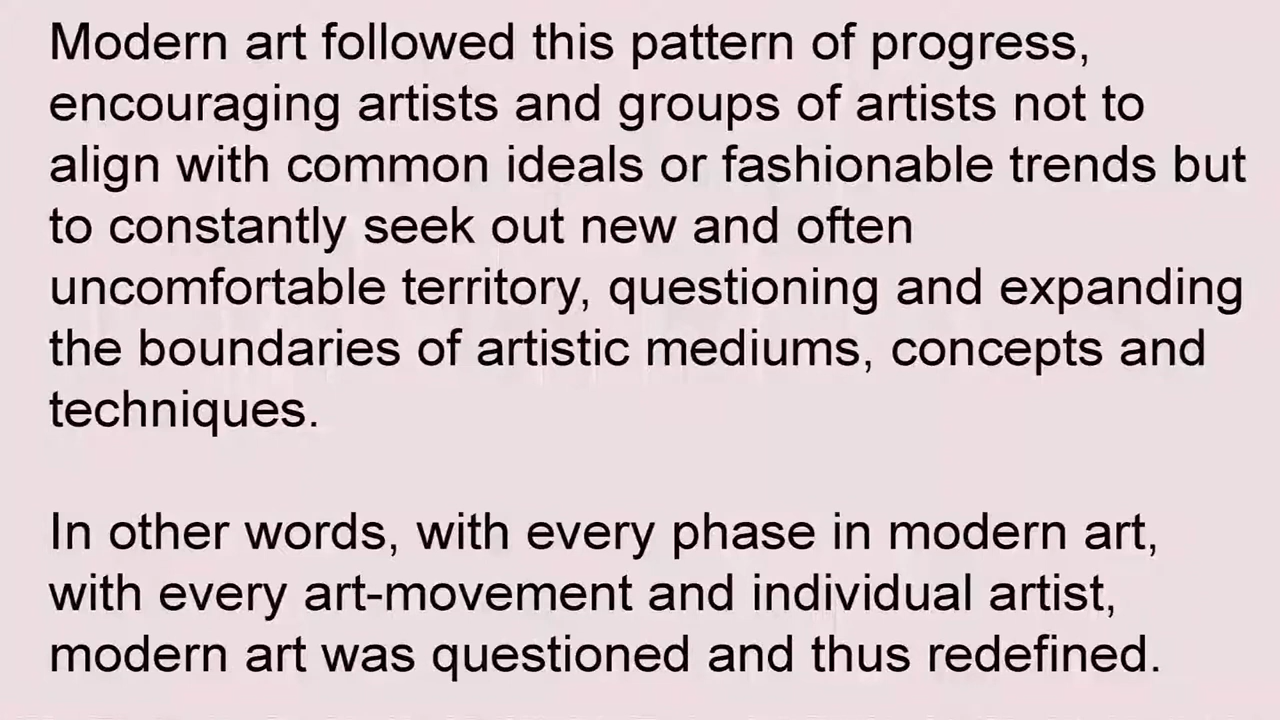 Modern art followed this pattern of progress,
encouraging artists and groups of artists not to
align with common ideals or fashionable trends but
to constantly seek out new and often
uncomfortable territory, questioning and expanding
the boundaries of artistic mediums, concepts and
techniques.
In other words, with every phase in modern art,
with every art-movement and individual artist,
modern art was questioned and thus redefined.